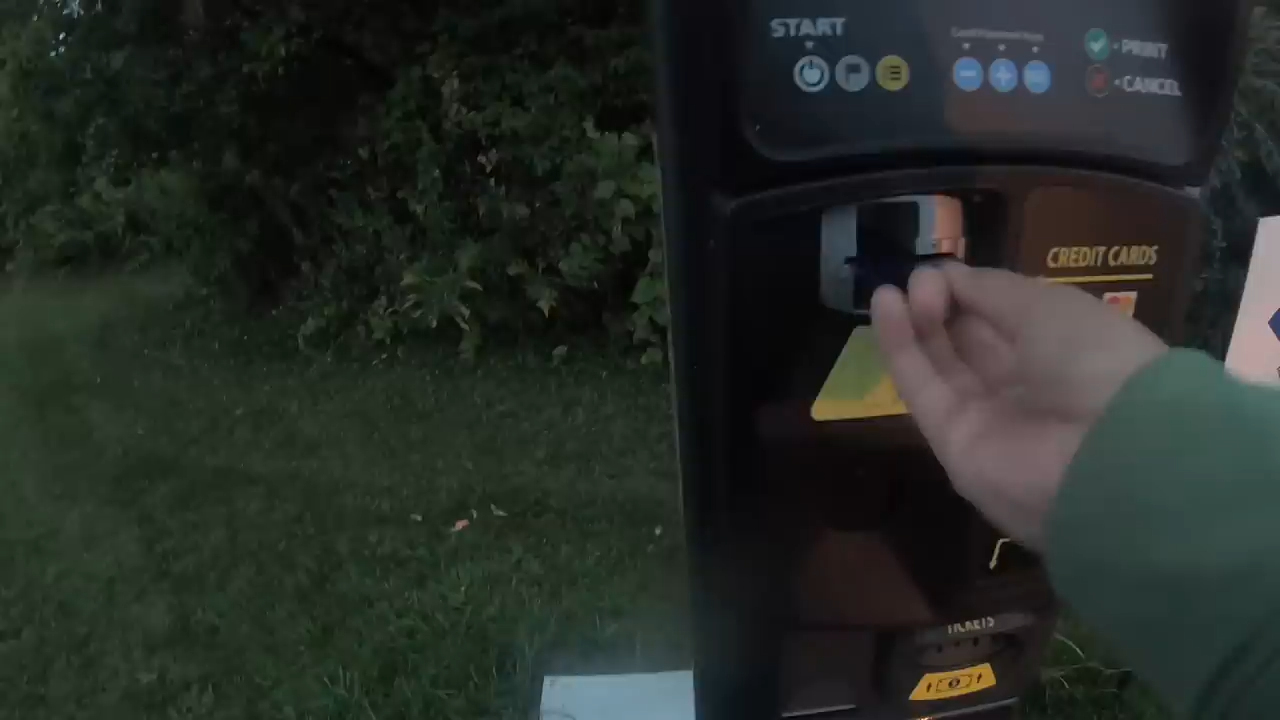 START
- PRINT
- CANCEL
CREDIT CARDS
TICKETS